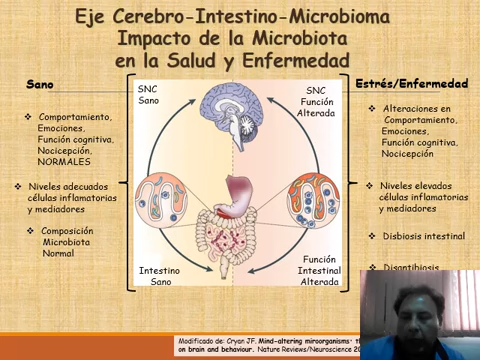 Eje Cerebro-Intestino-Microbioma
Impacto de la Microbiota
en la Salud y Enfermedad
Sano
❖ Comportamiento,
Emociones,
Función cognitiva,
Nocicepción,
NORMALES
❖ Niveles adecuados
células inflamatorias
y mediadores
❖ Composición
Microbiota
Normal
SNC
Sano
SNC
Función
Alterada
Intestino
Sano
Función
Intestinal
Alterada
Estrés/Enfermedad
❖ Alteraciones en
Comportamiento,
Emociones,
Función cognitiva,
Nocicepción
❖ Niveles elevados
células inflamatorias
y mediadores
❖ Disbiosis intestinal
❖ Disantibiosis
Modificado de: Cryan JF. Mind-altering miroorganisms:
on brain and behaviour. Nature Reviews/Neuroscience